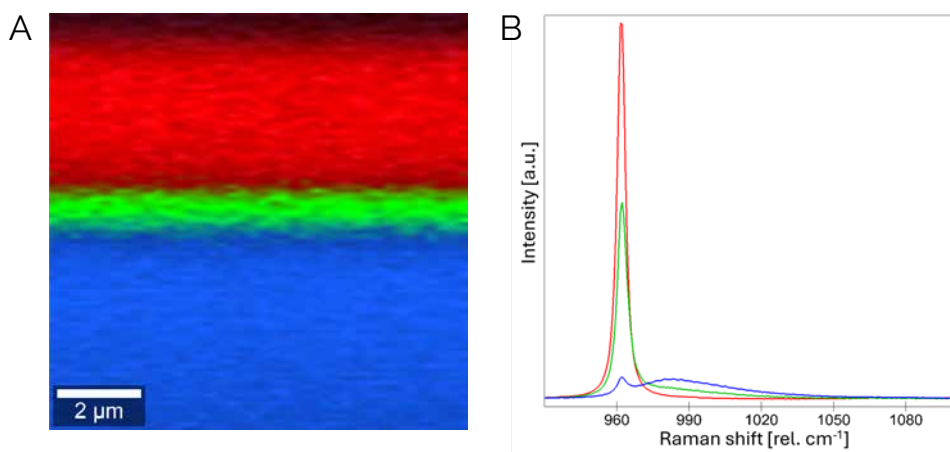 A
B
Intensity [a.u.]
2 µm
960 990 1020 1050 1080
Raman shift [rel. cm⁻¹]